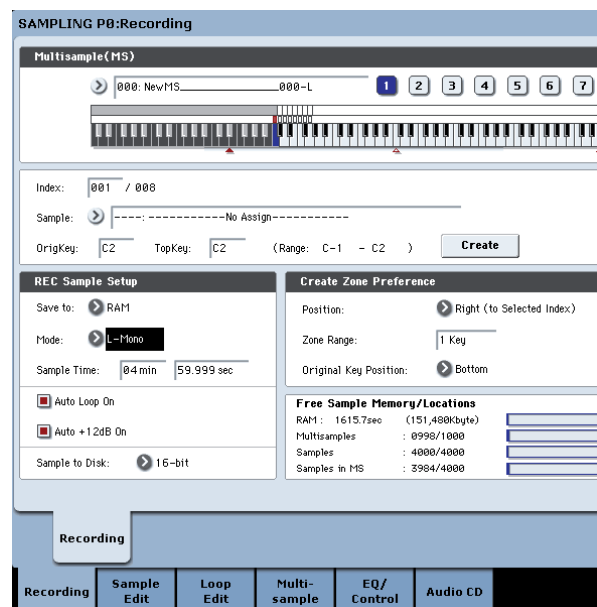 SAMPLING P0:Recording
Multisample(MS)
000: NewMS_______________000-L
1 2 3 4 5 6 7
Index: 001 / 008
Sample: ----: -----------No Assign-----------
OrigKey: C2 TopKey: C2 (Range: C-1 - C2 ) Create
REC Sample Setup
Save to: RAM
Mode: L-Mono
Sample Time: 04 min 59.999 sec
Auto Loop On
Auto +12dB On
Sample to Disk: 16-bit
Create Zone Preference
Position: Right (to Selected Index)
Zone Range: 1 Key
Original Key Position: Bottom
Free Sample Memory/Locations
RAM : 1615.7sec (151,480Kbyte)
Multisamples : 0998/1000
Samples : 4000/4000
Samples in MS : 3984/4000
Recording
Recording
Sample Edit
Loop Edit
Multi-sample
EQ/ Control
Audio CD